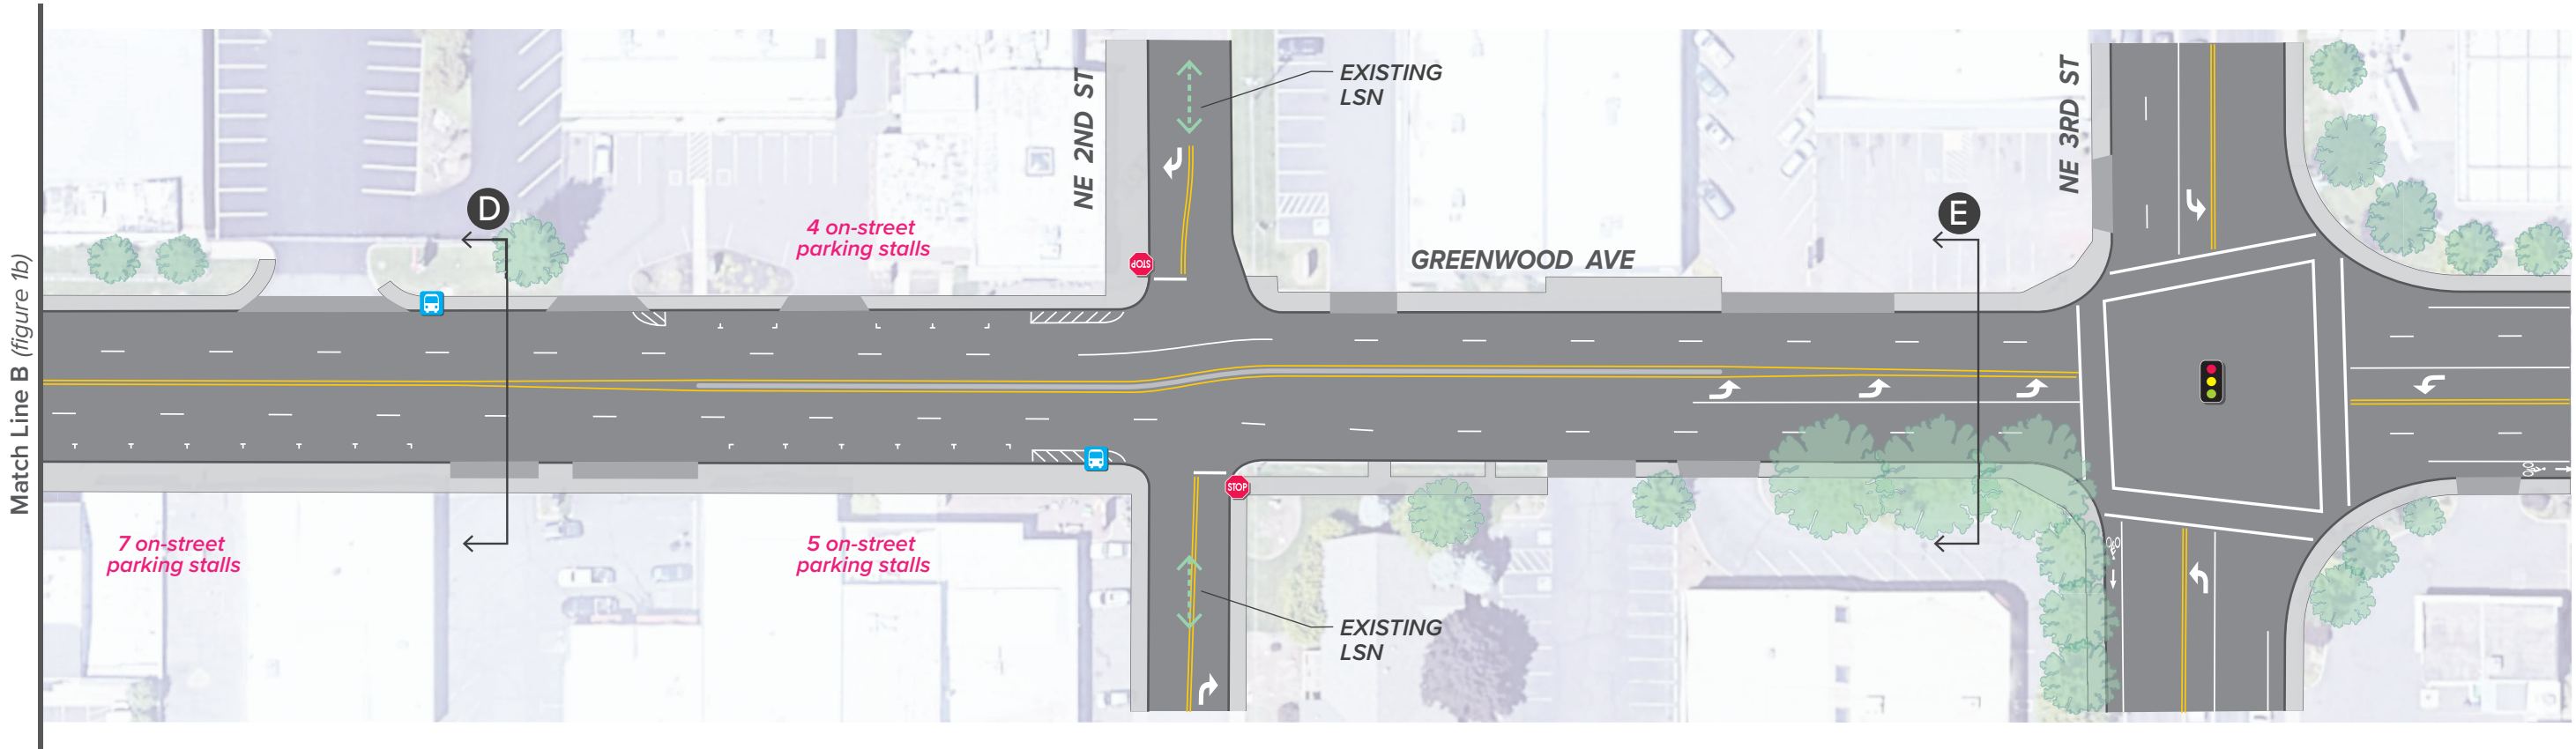 Match Line B (figure 1b)
D
4 on-street
parking stalls
7 on-street
parking stalls
5 on-street
parking stalls
NE 2ND ST
STOP
EXISTING
LSN
GREENWOOD AVE
STOP
EXISTING
LSN
E
NE 3RD ST